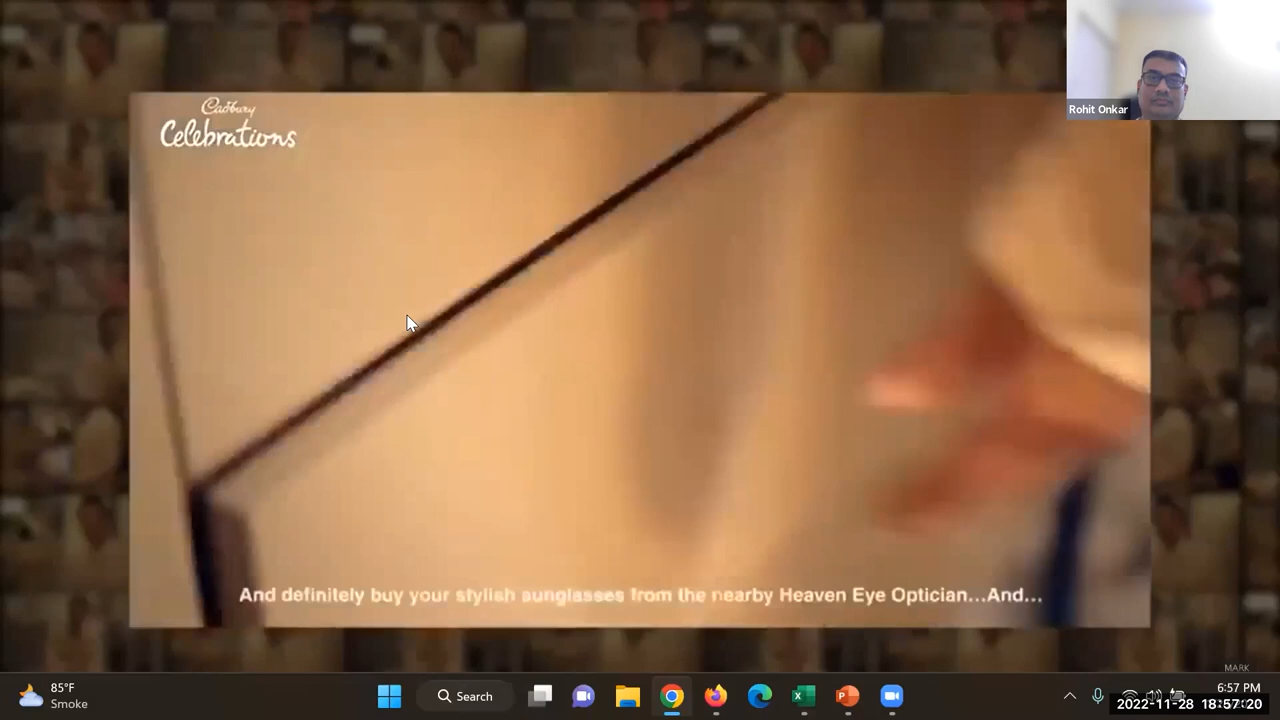 Cadbury
Celebrations
Rohit Onkar
And definitely buy your stylish sunglasses from the nearby Heaven Eye Optician...And...
MARK
85°F
Smoke
Search
6:57 PM
2022-11-28 18:57:20